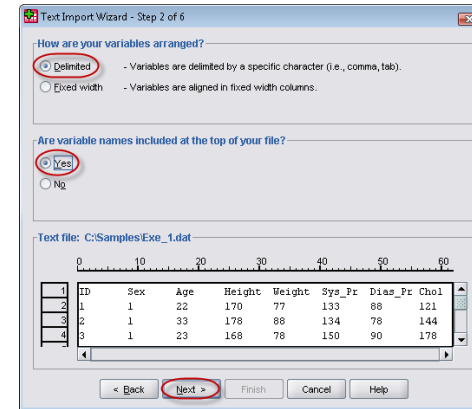 Text Import Wizard - Step 2 of 6
How are your variables arranged?
Delimited - Variables are delimited by a specific character (i.e., comma, tab).
Fixed width - Variables are aligned in fixed width columns.
Are variable names included at the top of your file?
Yes
No
Text file: C:\Samples\Exe_1.dat
0 10 20 30 40 50 60
1 ID Sex Age Height Weight Sys_Pr Dias_Pr Chol
2 1 1 22 170 77 133 88 121
3 2 1 33 178 88 134 78 144
4 3 1 23 168 78 150 90 178
< Back Next > Finish Cancel Help